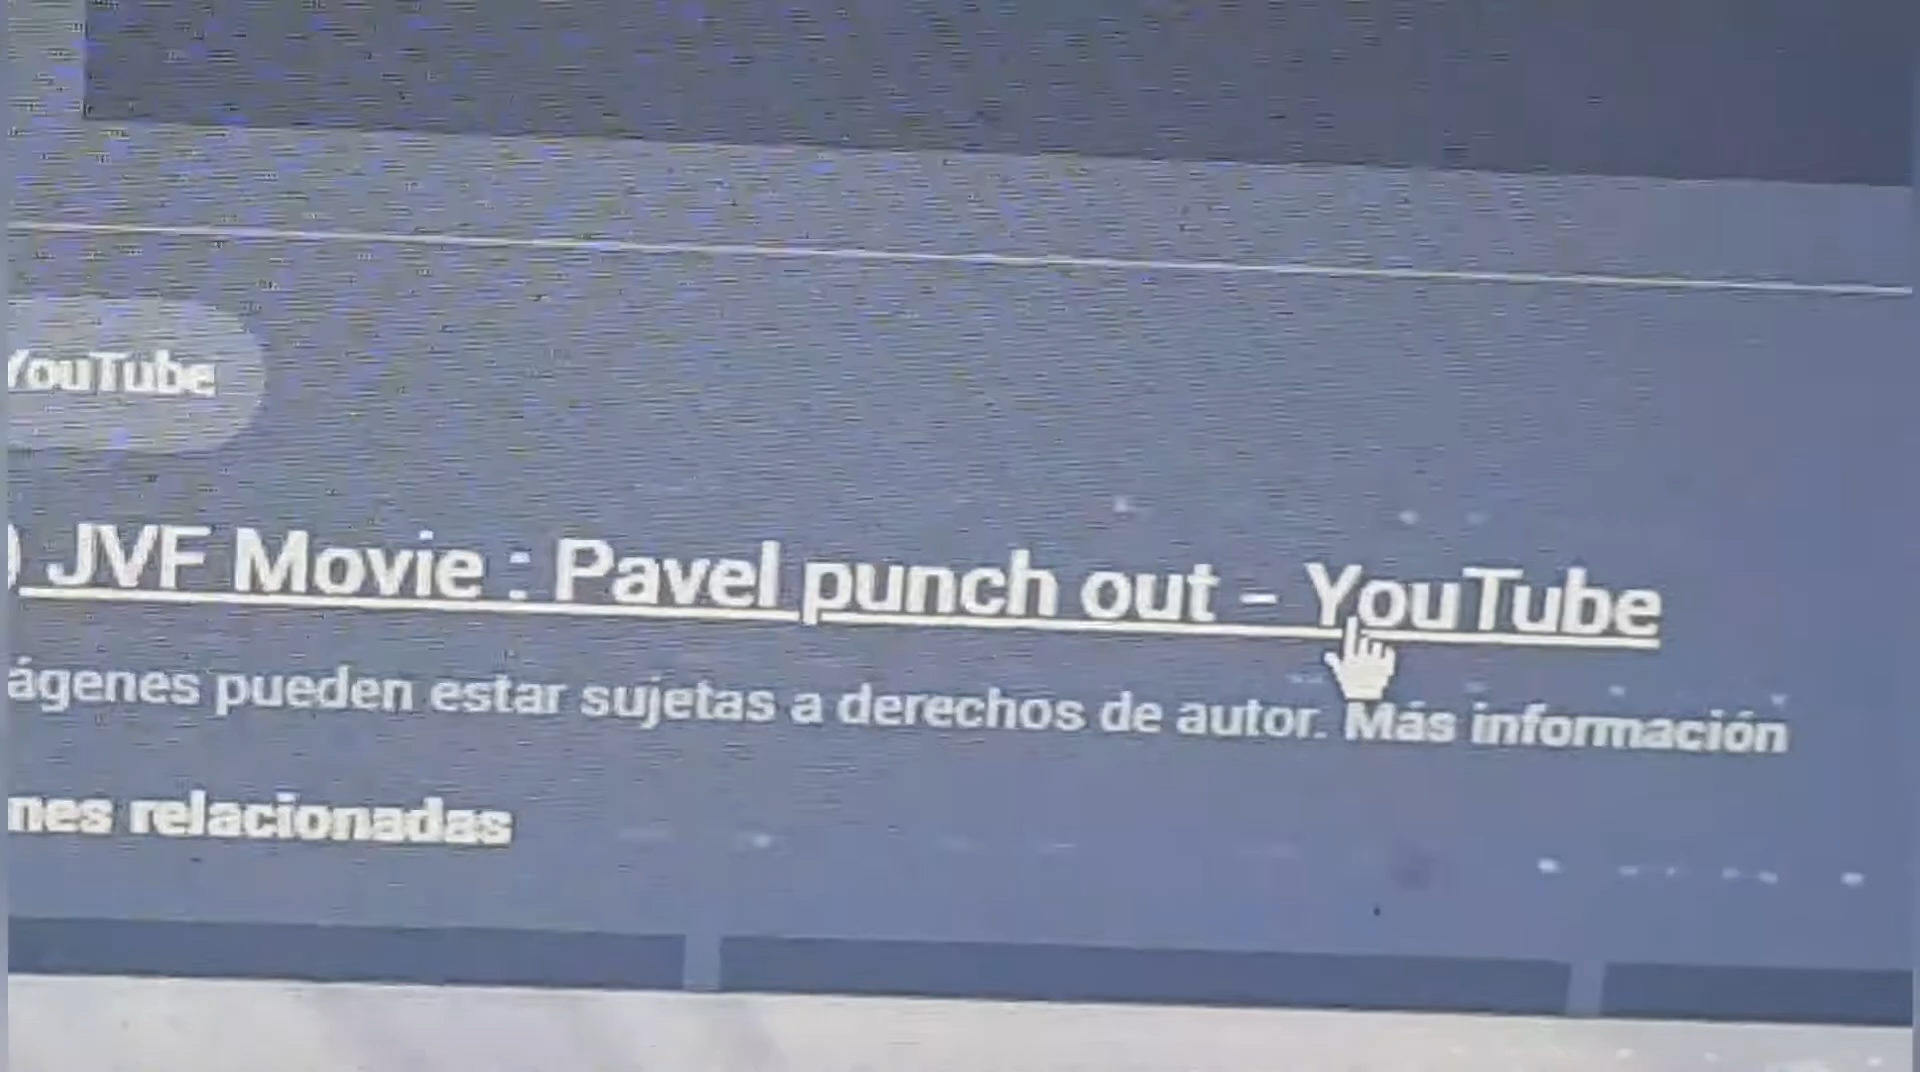 YouTube
) JVF Movie : Pavel punch out - YouTube
ágenes pueden estar sujetas a derechos de autor. Más información
nes relacionadas